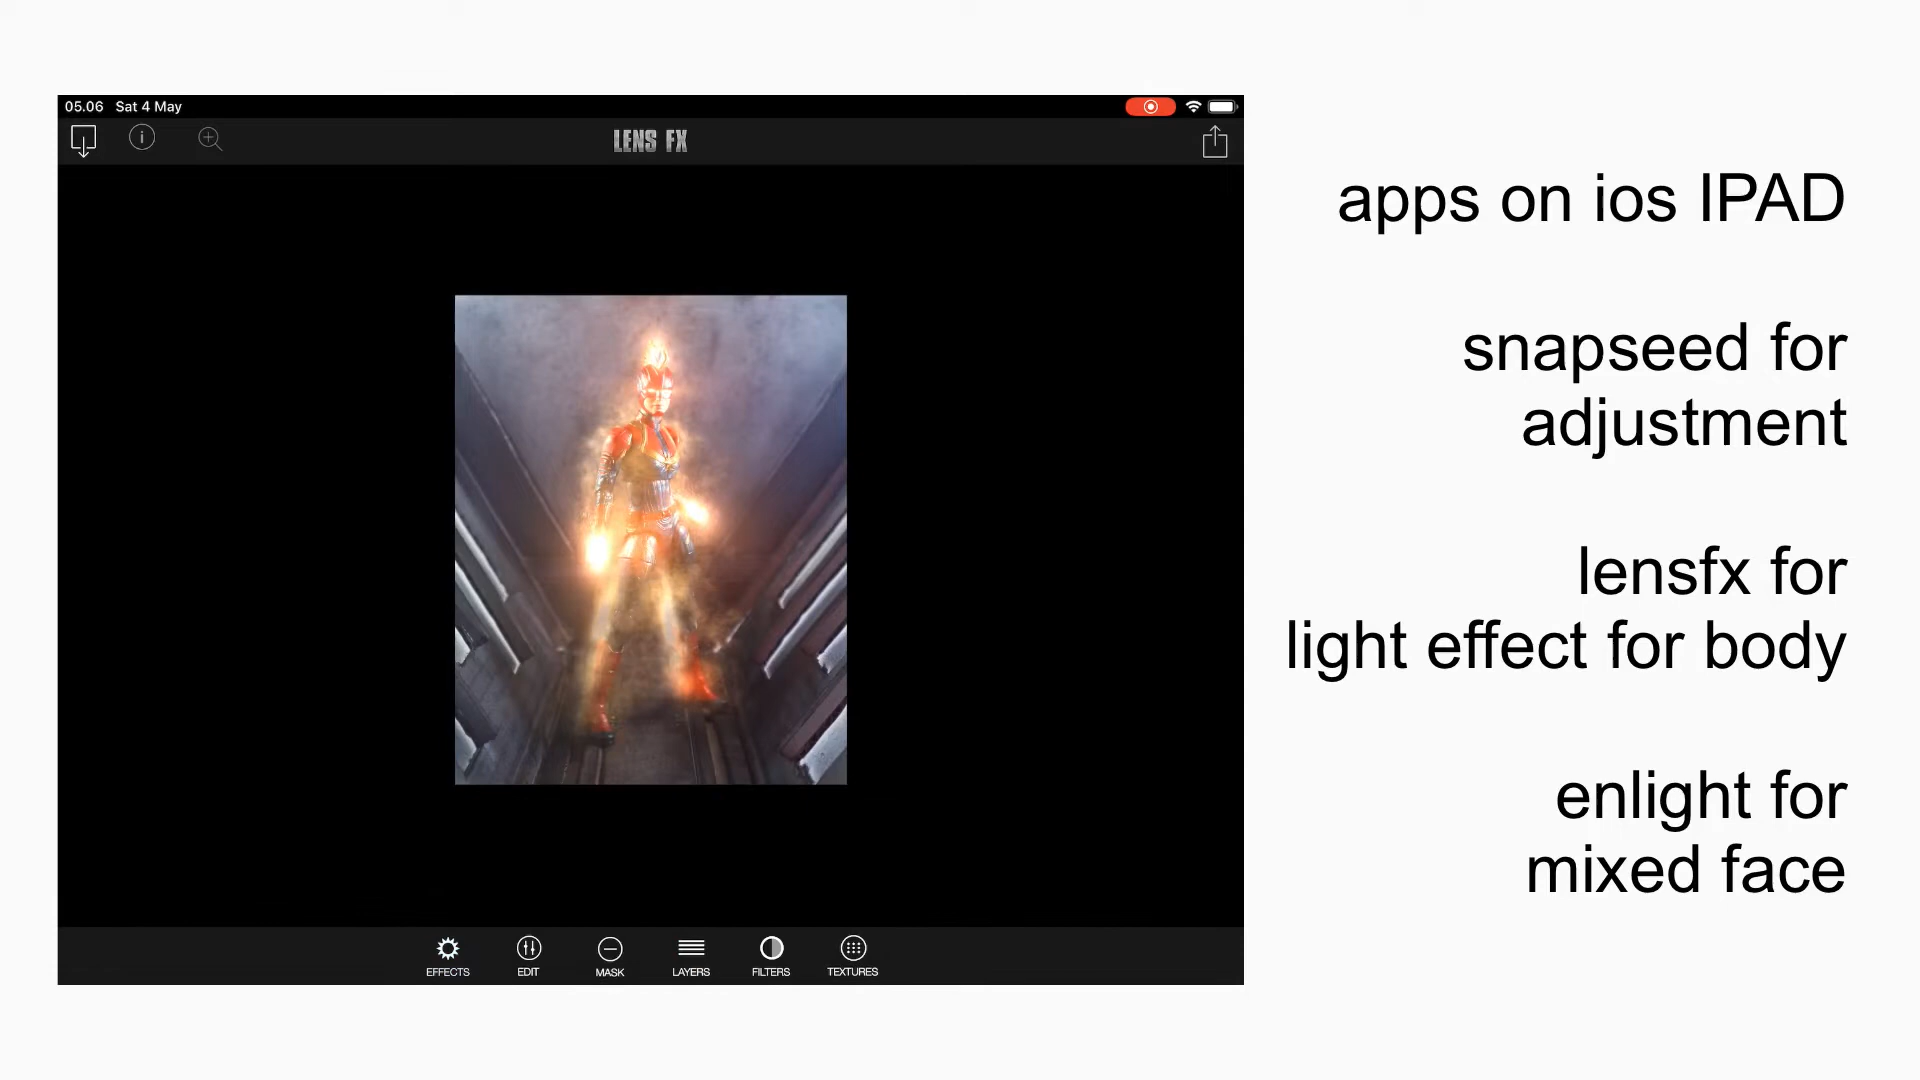 05.06 Sat 4 May
LENS FX
apps on ios IPAD
snapseed for
adjustment
lensfx for
light effect for body
enlight for
mixed face
EFFECTS
EDIT
MASK
LAYERS
FILTERS
TEXTURES